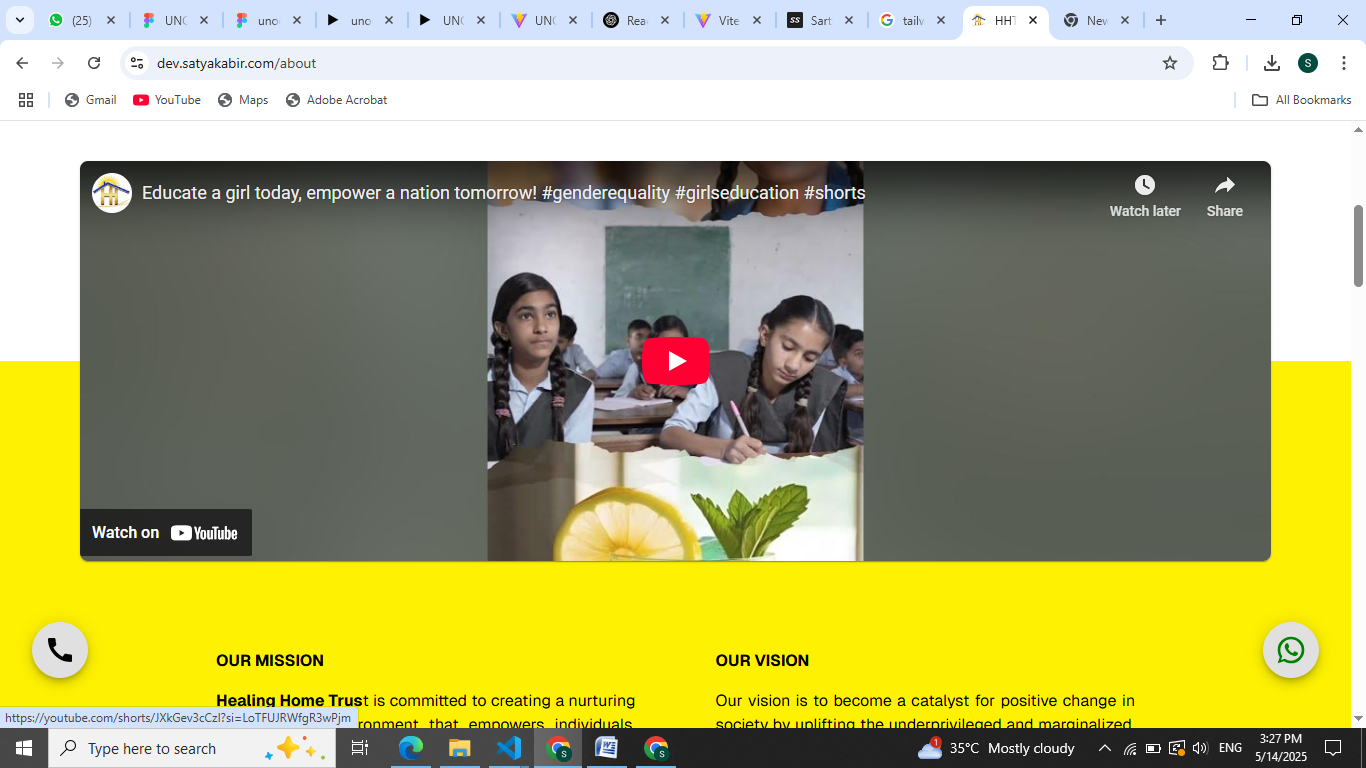 (25)
UNC
uno
uno
UNC
UNC
Rea
Vite
Sart
tailv
HHT
New
dev.satyakabir.com/about
S
Gmail
YouTube
Maps
Adobe Acrobat
All Bookmarks
Educate a girl today, empower a nation tomorrow! #genderequality #girlseducation #shorts
Watch later
Share
Watch on YouTube
OUR MISSION
OUR VISION
Healing Home Trust is committed to creating a nurturing
ronment that empowers individuals,
Our vision is to become a catalyst for positive change in
society by uplifting the underprivileged and marginalized
https://youtube.com/shorts/JXkGev3cCzI?si=LoTFUJRWfgR3wPjm
Type here to search
1
35°C Mostly cloudy
ENG
3:27 PM
5/14/2025